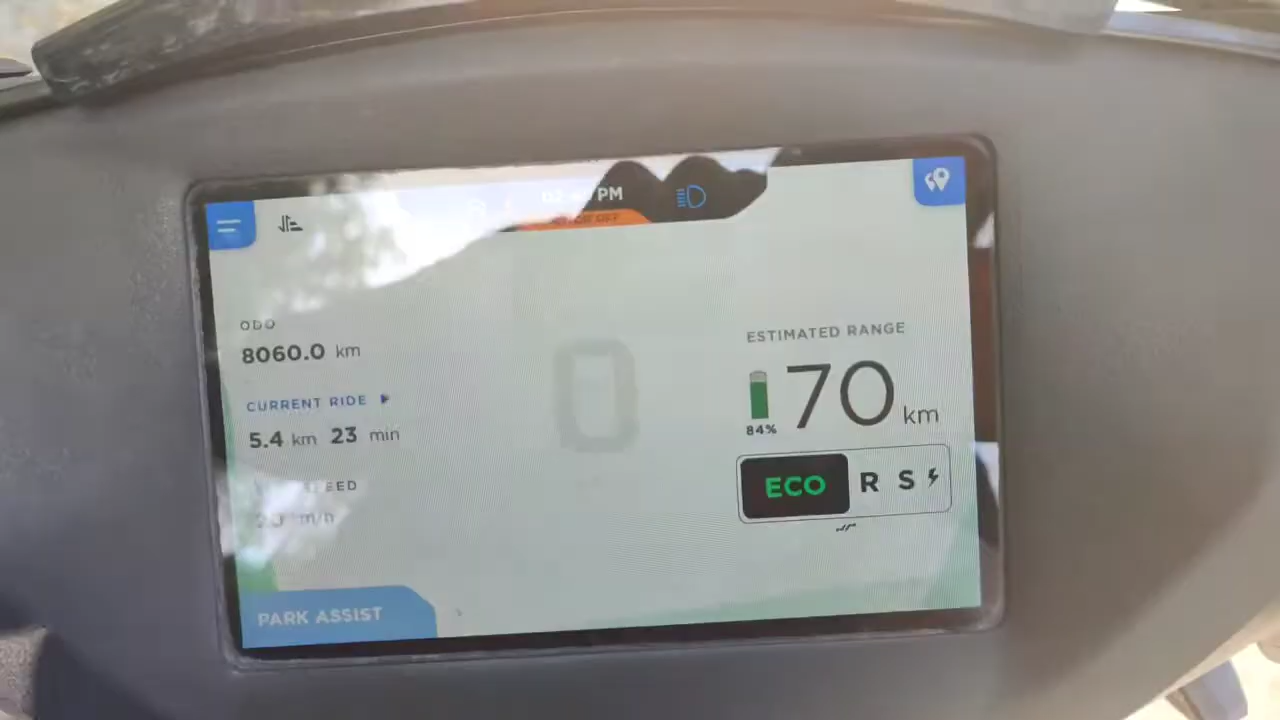 PM
ODO
8060.0 km
CURRENT RIDE
5.4 km 23 min
PARK ASSIST
ESTIMATED RANGE
70 km
84%
ECO R S
0